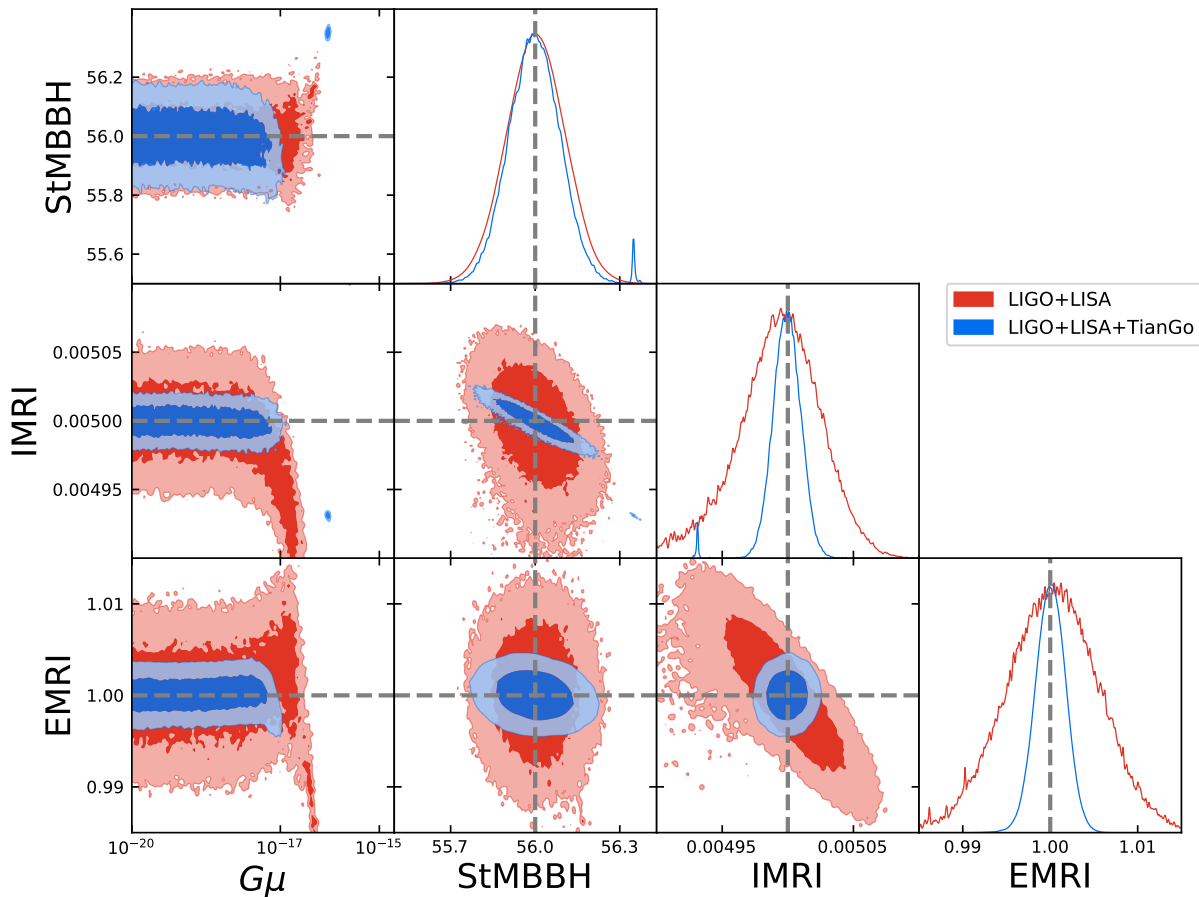 StMBBH
56.2
56.0
55.8
55.6
LIGO+LISA
LIGO+LISA+TianGo
IMRI
0.00505
0.00500
0.00495
EMRI
1.01
1.00
0.99
10⁻²⁰ 10⁻¹⁷ 10⁻¹⁵ 55.7 56.0 56.3 0.00495 0.00505 0.99 1.00 1.01
Gμ StMBBH IMRI EMRI